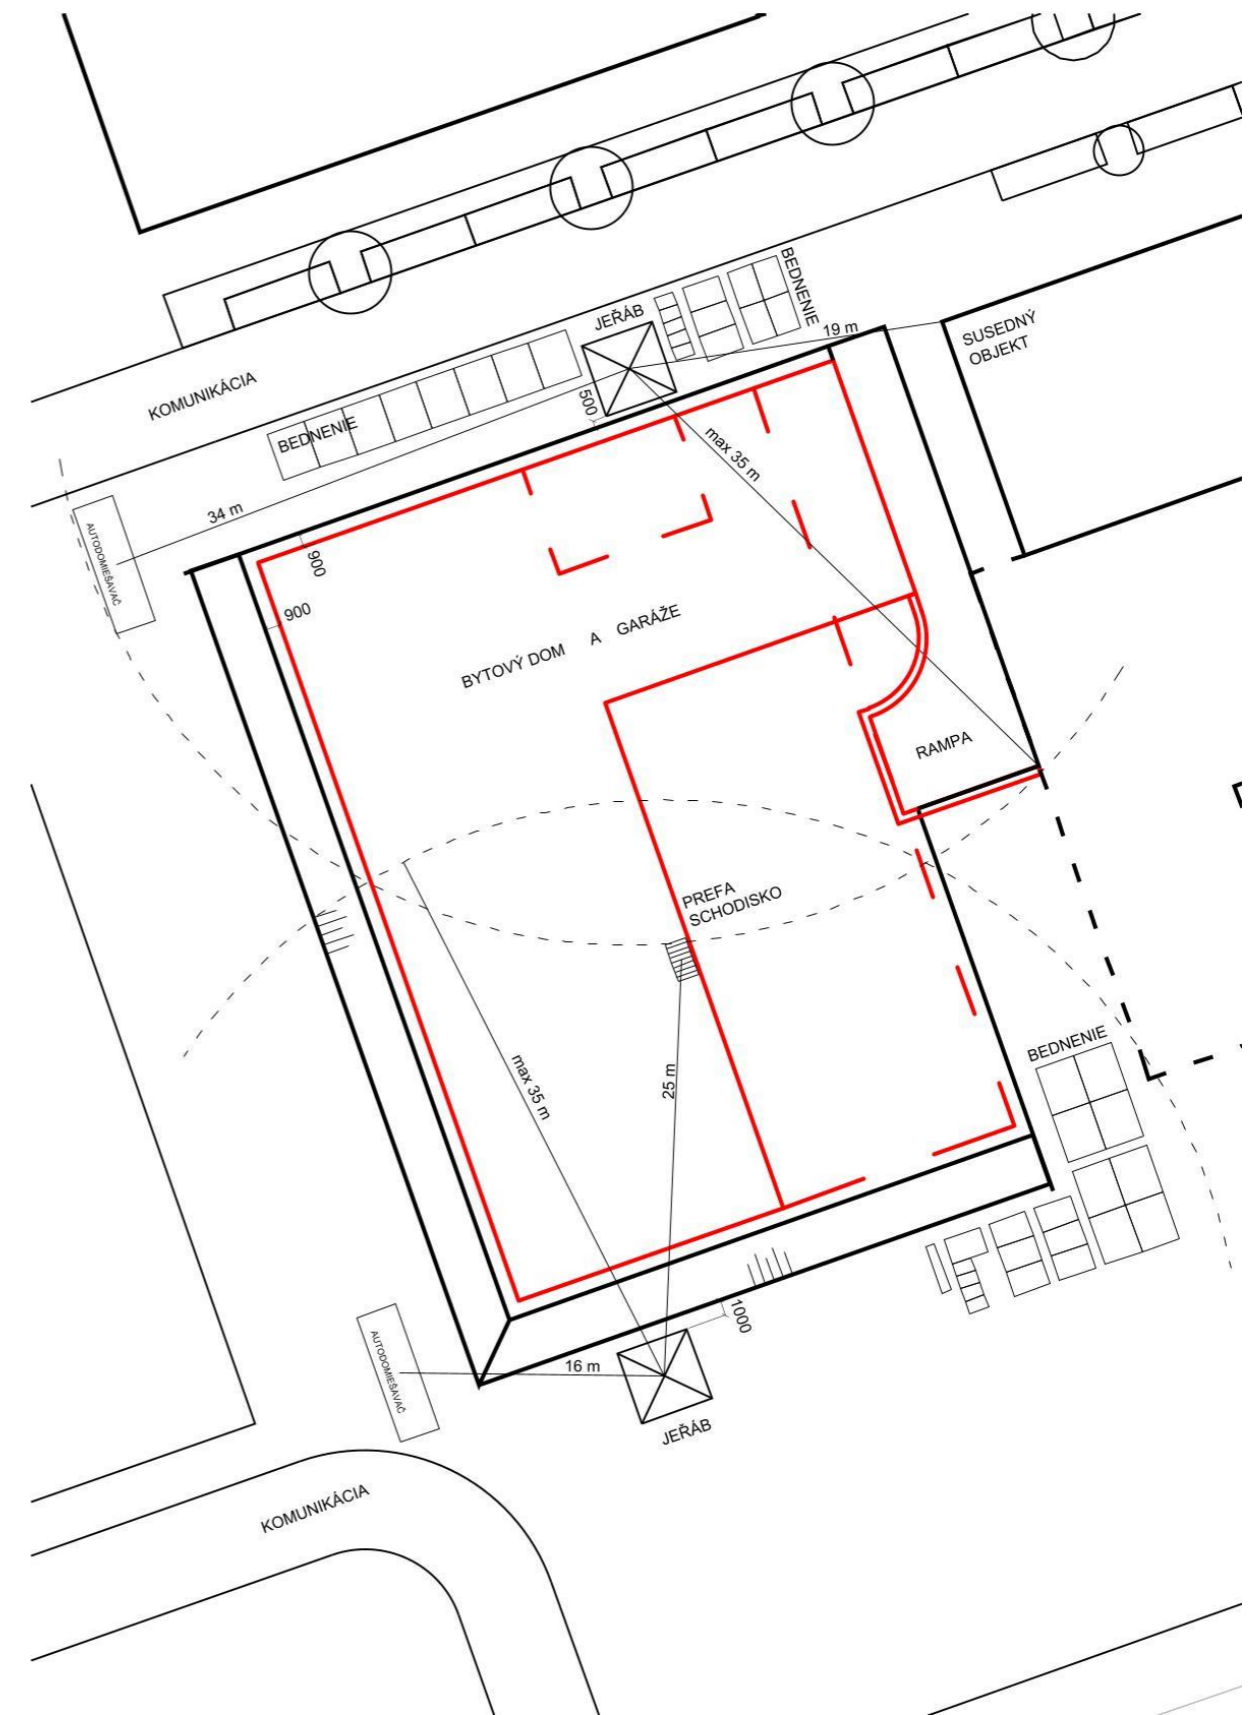 BEDNENIE
JEŘÁB
19 m
SUSEDNÝ
OBJEKT
KOMUNIKÁCIA
500
BEDNENIE
max 35 m
34 m
AUTODOMIEŠAVAČ
900
900
BYTOVÝ DOM A GARÁŽE
RAMPA
PREFA
SCHODISKO
BEDNENIE
max 35 m
25 m
1000
AUTODOMIEŠAVAČ
16 m
JEŘÁB
KOMUNIKÁCIA